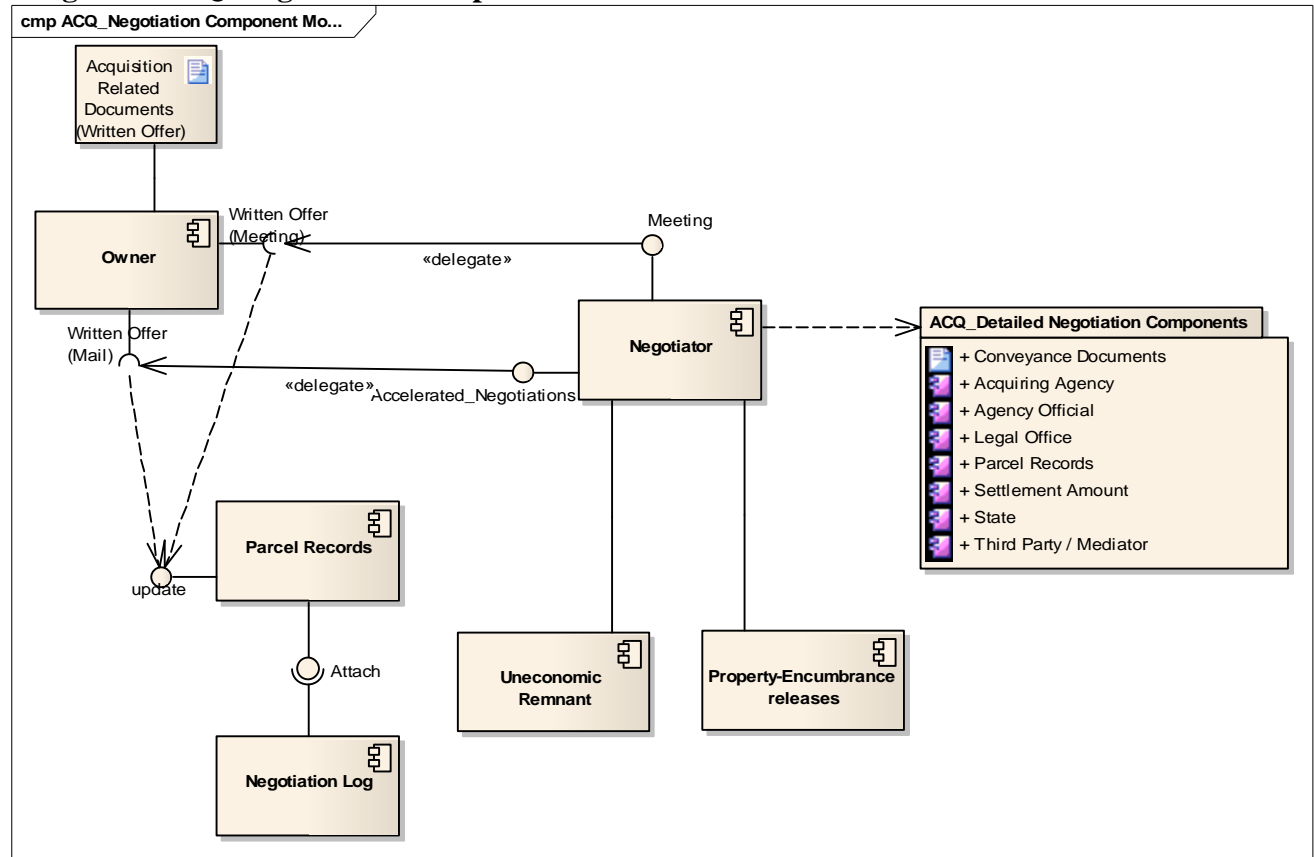 cmp ACQ_Negotiation Component Mo...
Acquisition
Related
Documents
(Written Offer)
Owner
Written Offer
(Meeting)
Meeting
«delegate»
Written Offer
(Mail)
«delegate»
Accelerated_Negotiations
Negotiator
ACQ_Detailed Negotiation Components
+ Conveyance Documents
+ Acquiring Agency
+ Agency Official
+ Legal Office
+ Parcel Records
+ Settlement Amount
+ State
+ Third Party / Mediator
Parcel Records
update
Attach
Negotiation Log
Uneconomic
Remnant
Property-Encumbrance
releases